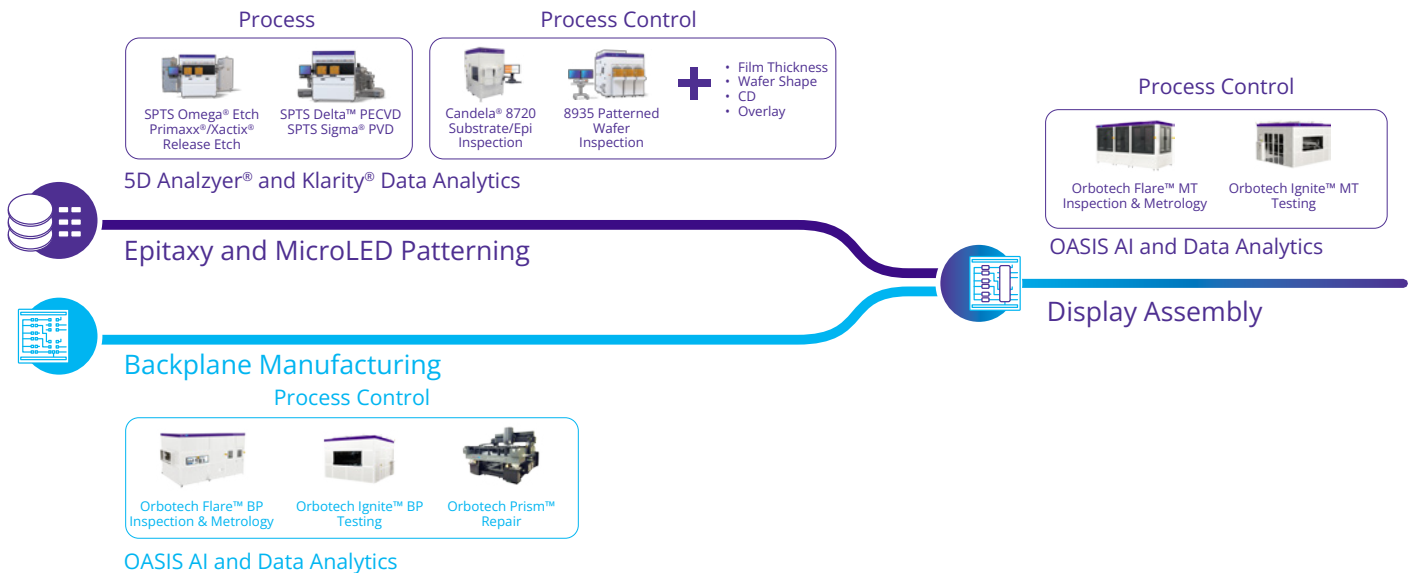 Process
SPTS Omega® Etch
Primaxx®/Xactix®
Release Etch
SPTS Delta™ PECVD
SPTS Sigma® PVD
Process Control
Candela® 8720
Substrate/Epi
Inspection
8935 Patterned
Wafer
Inspection
• Film Thickness
• Wafer Shape
• CD
• Overlay
5D Analzyer® and Klarity® Data Analytics
Epitaxy and MicroLED Patterning
Process Control
Orbotech Flare™ MT
Inspection & Metrology
Orbotech Ignite™ MT
Testing
OASIS AI and Data Analytics
Display Assembly
Backplane Manufacturing
Process Control
Orbotech Flare™ BP
Inspection & Metrology
Orbotech Ignite™ BP
Testing
Orbotech Prism™
Repair
OASIS AI and Data Analytics